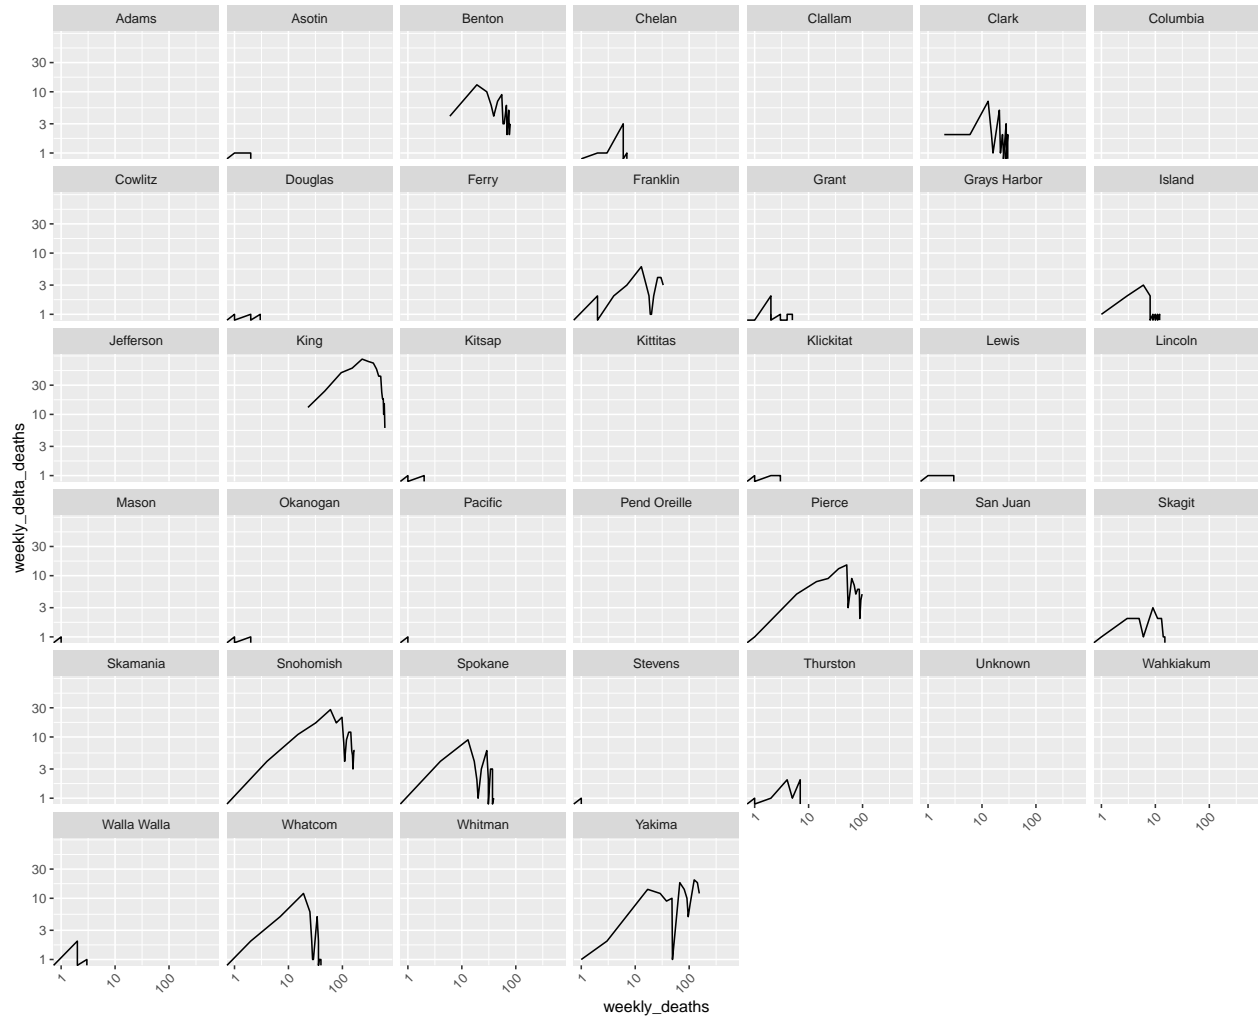 Adams Asotin Benton Chelan Clallam Clark Columbia
30
10
3
1
Cowlitz Douglas Ferry Franklin Grant Grays Harbor Island
30
10
3
1
Jefferson King Kitsap Kittitas Klickitat Lewis Lincoln
30
10
3
1
Mason Okanogan Pacific Pend Oreille Pierce San Juan Skagit
30
10
3
1
Skamania Snohomish Spokane Stevens Thurston Unknown Wahkiakum
30
10
3
1
1 10 100 1 10 100 1 10 100
Walla Walla Whatcom Whitman Yakima
30
10
3
1
1 10 100 1 10 100 1 10 100 1 10 100
weekly_deaths
weekly_delta_deaths